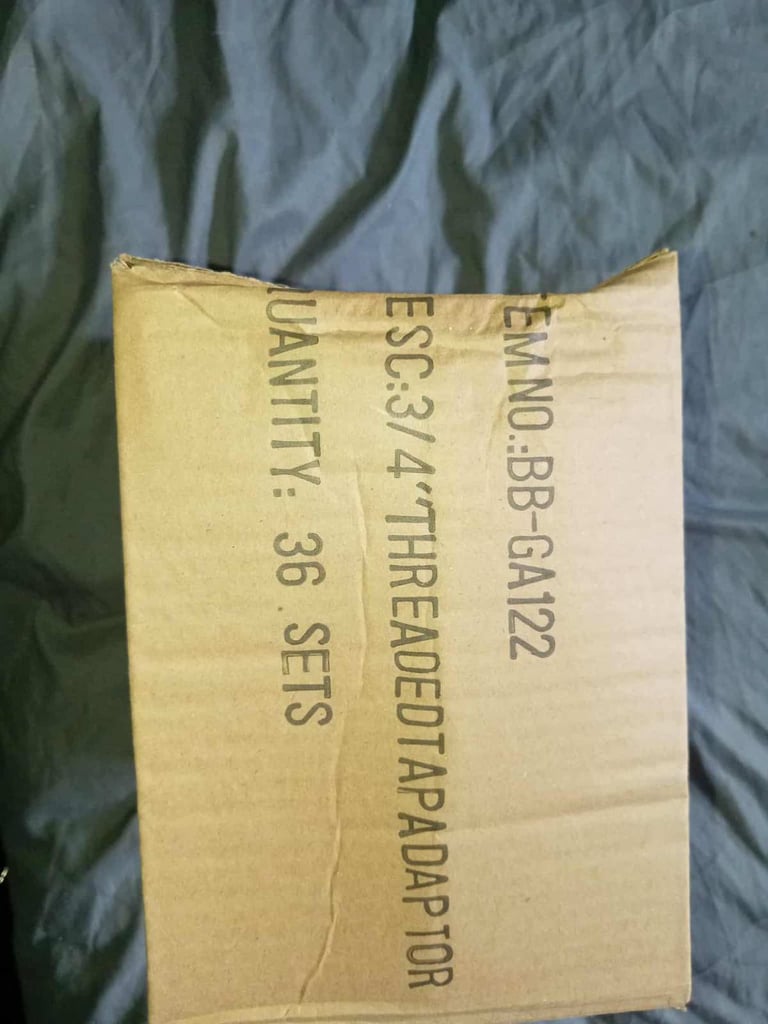 EM NO.:BB-GA122
ESC:3/4''THREADEDTAPADAPTOR
UANTITY: 36 SETS